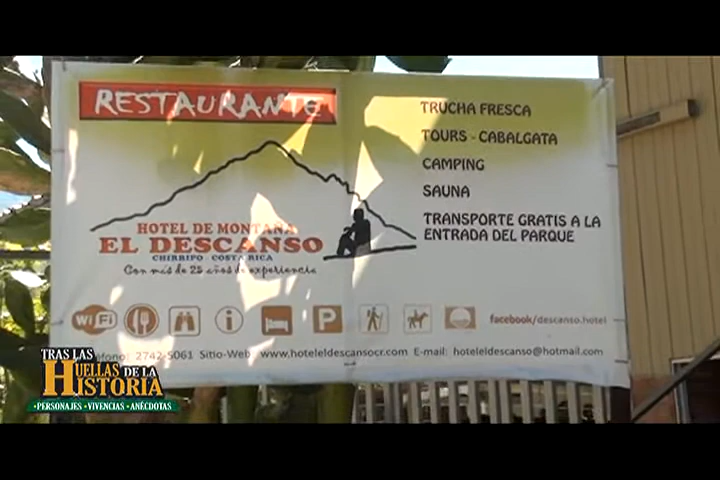 RESTAURANTE
HOTEL DE MONTAÑA
EL DESCANSO
CHIRRIPO - COSTA RICA
Con más de 25 años de experiencia
TRUCHA FRESCA
TOURS - CABALGATA
CAMPING
SAUNA
TRANSPORTE GRATIS A LA
ENTRADA DEL PARQUE
WiFi
i
P
facebook/descanso.hotel
2742-5061 Sitio-Web: www.hoteleldescansocr.com E-mail: hoteleldescanso@hotmail.com
TRAS LAS
HUELLAS DE LA
HISTORIA
•PERSONAJES •VIVENCIAS •ANÉCDOTAS